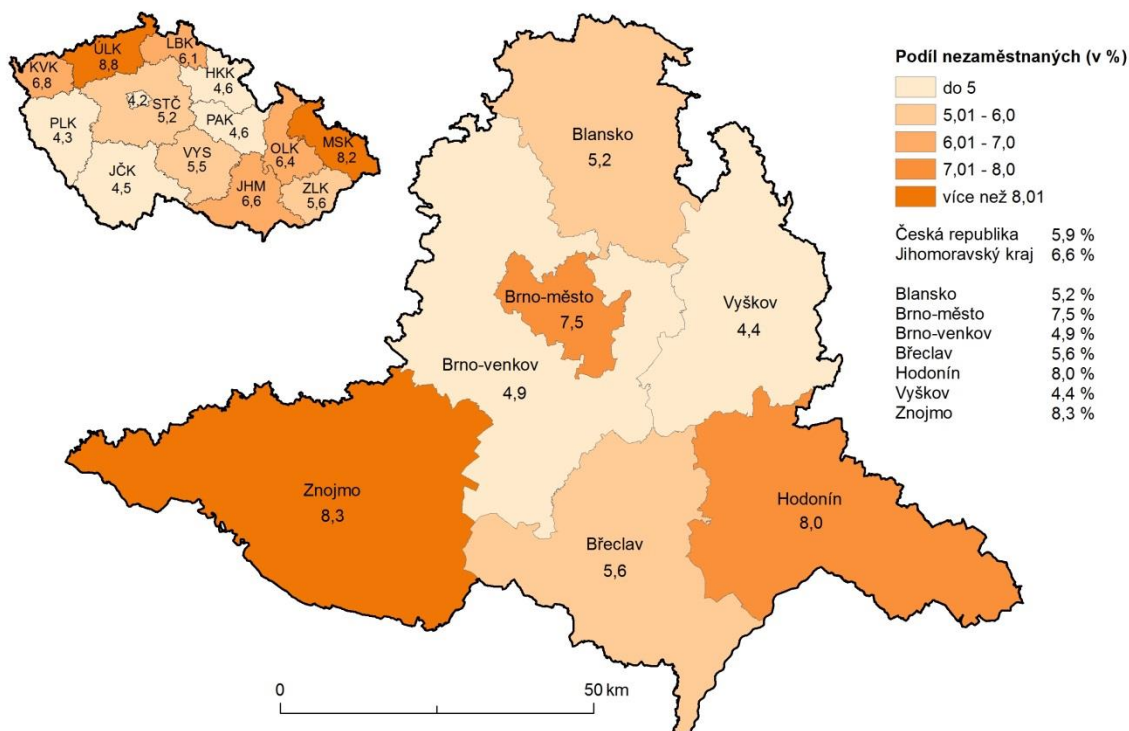 ÚLK
8,8
LBK
6,1
KVK
6,8
HKK
4,6
4,2
STČ
5,2
PLK
4,3
PAK
4,6
MSK
8,2
OLK
6,4
VYS
5,5
JČK
4,5
JHM
6,6
ZLK
5,6
Blansko
5,2
Brno-město
7,5
Vyškov
4,4
Brno-venkov
4,9
Znojmo
8,3
Hodonín
8,0
Břeclav
5,6
0 50 km
Podíl nezaměstnaných (v %)
do 5
5,01 - 6,0
6,01 - 7,0
7,01 - 8,0
více než 8,01
Česká republika 5,9 %
Jihomoravský kraj 6,6 %
Blansko 5,2 %
Brno-město 7,5 %
Brno-venkov 4,9 %
Břeclav 5,6 %
Hodonín 8,0 %
Vyškov 4,4 %
Znojmo 8,3 %